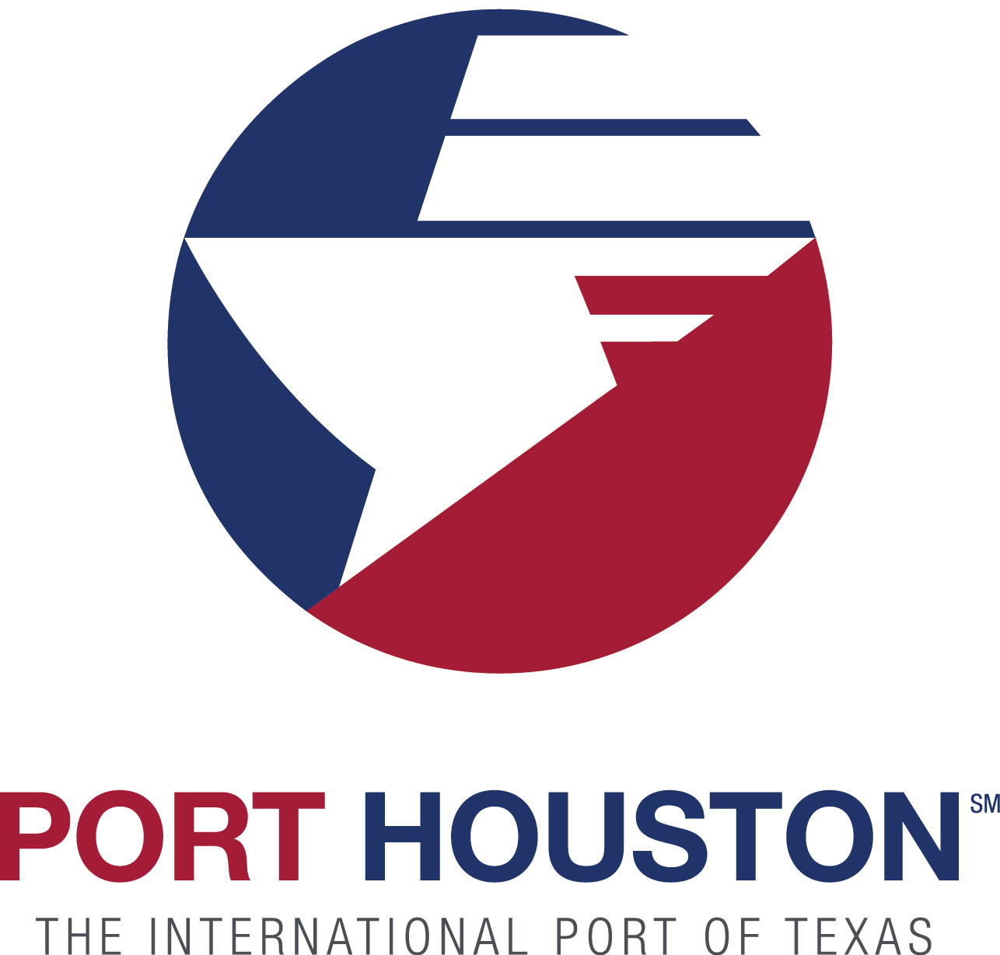 PORT HOUSTON SM
THE INTERNATIONAL PORT OF TEXAS